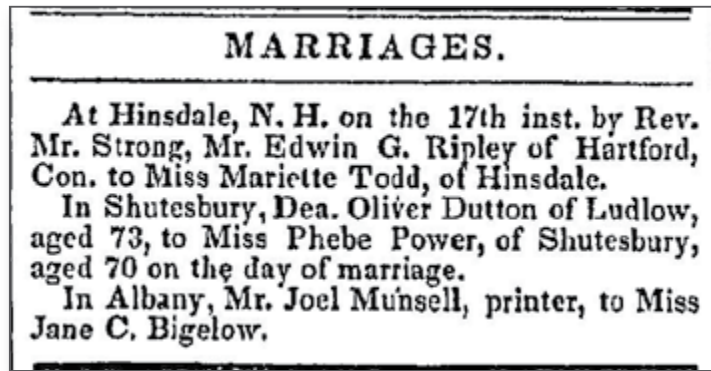 MARRIAGES.
At Hinsdale, N. H. on the 17th inst. by Rev.
Mr. Strong, Mr. Edwin G. Ripley of Hartford,
Con. to Miss Mariette Todd, of Hinsdale.
In Shutesbury, Dea. Oliver Dutton of Ludlow,
aged 73, to Miss Phebe Power, of Shutesbury,
aged 70 on the day of marriage.
In Albany, Mr. Joel Munsell, printer, to Miss
Jane C. Bigelow.